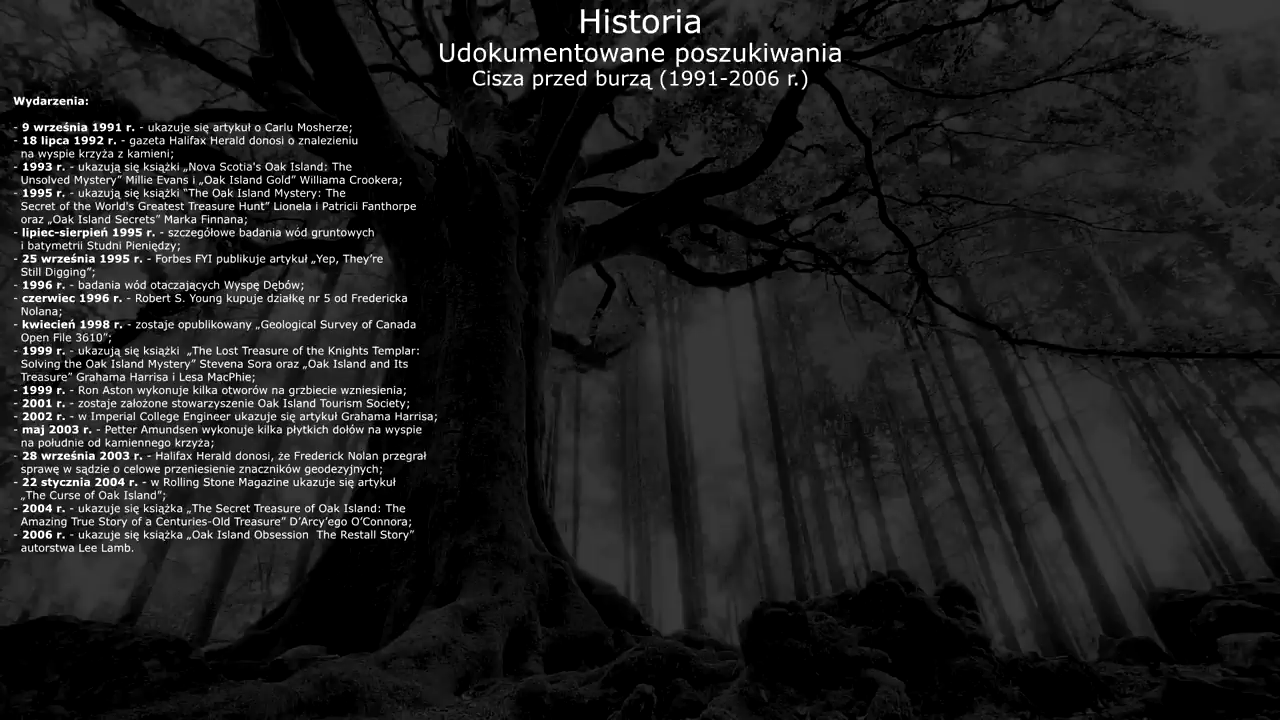 Historia
Udokumentowane poszukiwania
Cisza przed burzą (1991-2006 r.)
Wydarzenia:
- 9 września 1991 r. - ukazuje się artykuł o Carlu Mosherze;
- 18 lipca 1992 r. - gazeta Halifax Herald donosi o znalezieniu
na wyspie krzyża z kamieni;
- 1993 r. - ukazują się książki „Nova Scotia's Oak Island: The
Unsolved Mystery” Millie Evans i „Oak Island Gold” Williama Crookera;
- 1995 r. - ukazują się książki “The Oak Island Mystery: The
Secret of the World's Greatest Treasure Hunt” Lionela i Patricii Fanthorpe
oraz „Oak Island Secrets” Marka Finnana;
- lipiec-sierpień 1995 r. - szczegółowe badania wód gruntowych
i batymetrii Studni Pieniędzy;
- 25 września 1995 r. - Forbes FYI publikuje artykuł „Yep, They’re
Still Digging”;
- 1996 r. - badania wód otaczających Wyspę Dębów;
- czerwiec 1996 r. - Robert S. Young kupuje działkę nr 5 od Fredericka
Nolana;
- kwiecień 1998 r. - zostaje opublikowany „Geological Survey of Canada
Open File 3610”;
- 1999 r. - ukazują się książki „The Lost Treasure of the Knights Templar:
Solving the Oak Island Mystery” Stevena Sora oraz „Oak Island and Its
Treasure” Grahama Harrisa i Lesa MacPhie;
- 1999 r. - Ron Aston wykonuje kilka otworów na grzbiecie wzniesienia;
- 2001 r. - zostaje założone stowarzyszenie Oak Island Tourism Society;
- 2002 r. - w Imperial College Engineer ukazuje się artykuł Grahama Harrisa;
- maj 2003 r. - Petter Amundsen wykonuje kilka płytkich dołów na wyspie
na południe od kamiennego krzyża;
- 28 września 2003 r. - Halifax Herald donosi, że Frederick Nolan przegrał
sprawę w sądzie o celowe przeniesienie znaczników geodezyjnych;
- 22 stycznia 2004 r. - w Rolling Stone Magazine ukazuje się artykuł
„The Curse of Oak Island”;
- 2004 r. - ukazuje się książka „The Secret Treasure of Oak Island: The
Amazing True Story of a Centuries-Old Treasure” D’Arcy’ego O’Connora;
- 2006 r. - ukazuje się książka „Oak Island Obsession The Restall Story”
autorstwa Lee Lamb.